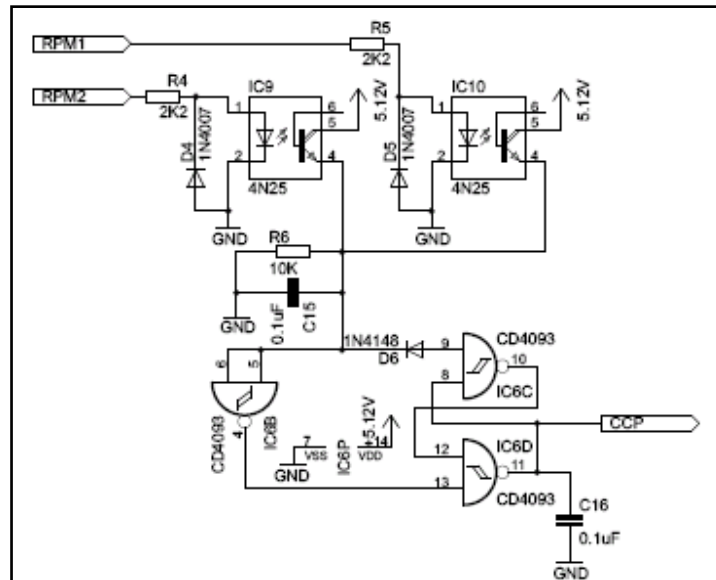 RPM1
R5
2K2
RPM2
R4
2K2
IC9
IC10
1
6
5
4
2
5.12V
1
6
5
4
2
5.12V
D4
1N4007
D5
1N4007
4N25
4N25
GND
GND
R6
10K
GND
0.1uF
C15
1N4148
D6
9
8
10
CD4093
IC6C
6
5
4
CD4093
IC6B
CCP
7
VSS
IC6P
+5.12V
14
VDD
GND
12
13
11
IC6D
CD4093
C16
0.1uF
GND